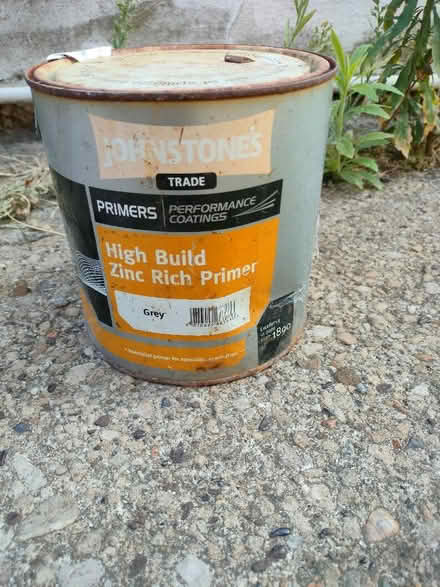 JOHNSTONE'S
TRADE
PRIMERS PERFORMANCE
COATINGS
High Build
Zinc Rich Primer
Grey
1890